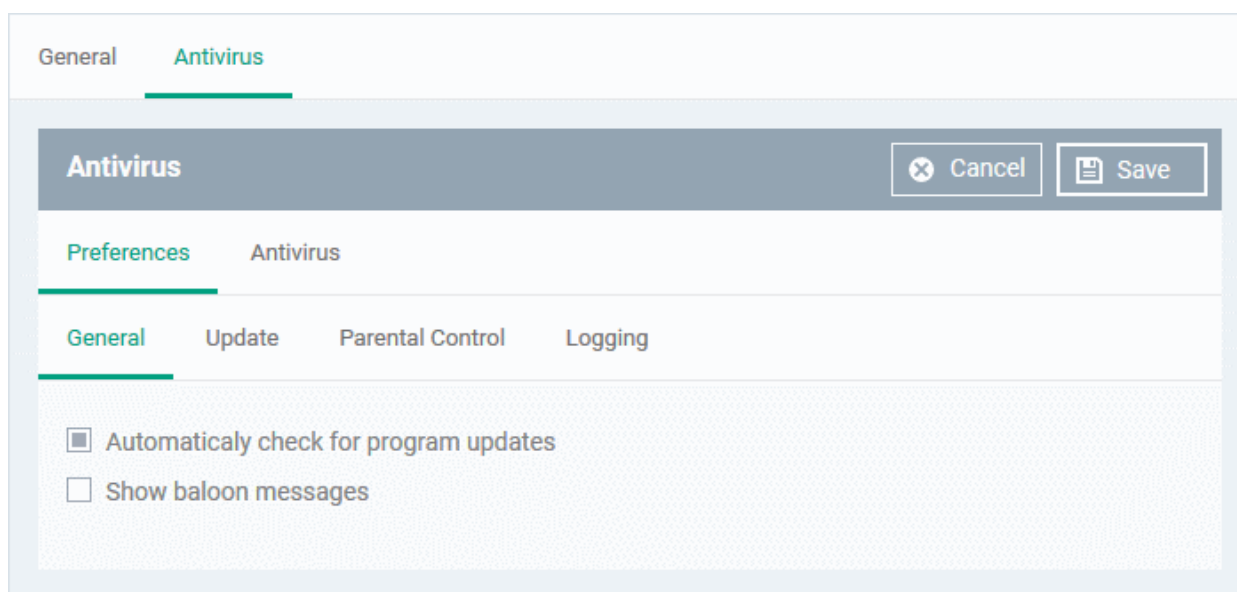 General Antivirus
Antivirus Cancel Save
Preferences Antivirus
General Update Parental Control Logging
Automaticaly check for program updates
Show baloon messages